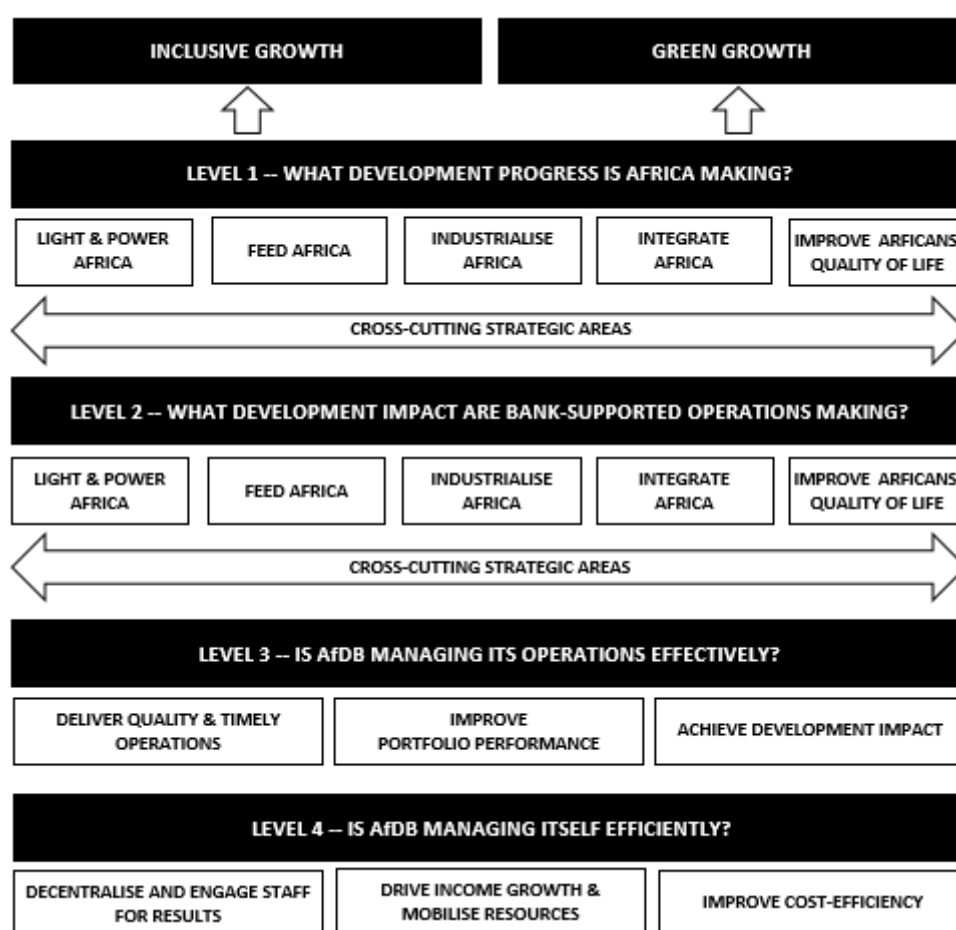 INCLUSIVE GROWTH
GREEN GROWTH
LEVEL 1 -- WHAT DEVELOPMENT PROGRESS IS AFRICA MAKING?
LIGHT & POWER
AFRICA
FEED AFRICA
INDUSTRIALISE
AFRICA
INTEGRATE
AFRICA
IMPROVE ARFICANS
QUALITY OF LIFE
CROSS-CUTTING STRATEGIC AREAS
LEVEL 2 -- WHAT DEVELOPMENT IMPACT ARE BANK-SUPPORTED OPERATIONS MAKING?
LIGHT & POWER
AFRICA
FEED AFRICA
INDUSTRIALISE
AFRICA
INTEGRATE
AFRICA
IMPROVE ARFICANS
QUALITY OF LIFE
CROSS-CUTTING STRATEGIC AREAS
LEVEL 3 -- IS AfDB MANAGING ITS OPERATIONS EFFECTIVELY?
DELIVER QUALITY & TIMELY
OPERATIONS
IMPROVE
PORTFOLIO PERFORMANCE
ACHIEVE DEVELOPMENT IMPACT
LEVEL 4 -- IS AfDB MANAGING ITSELF EFFICIENTLY?
DECENTRALISE AND ENGAGE STAFF
FOR RESULTS
DRIVE INCOME GROWTH &
MOBILISE RESOURCES
IMPROVE COST-EFFICIENCY